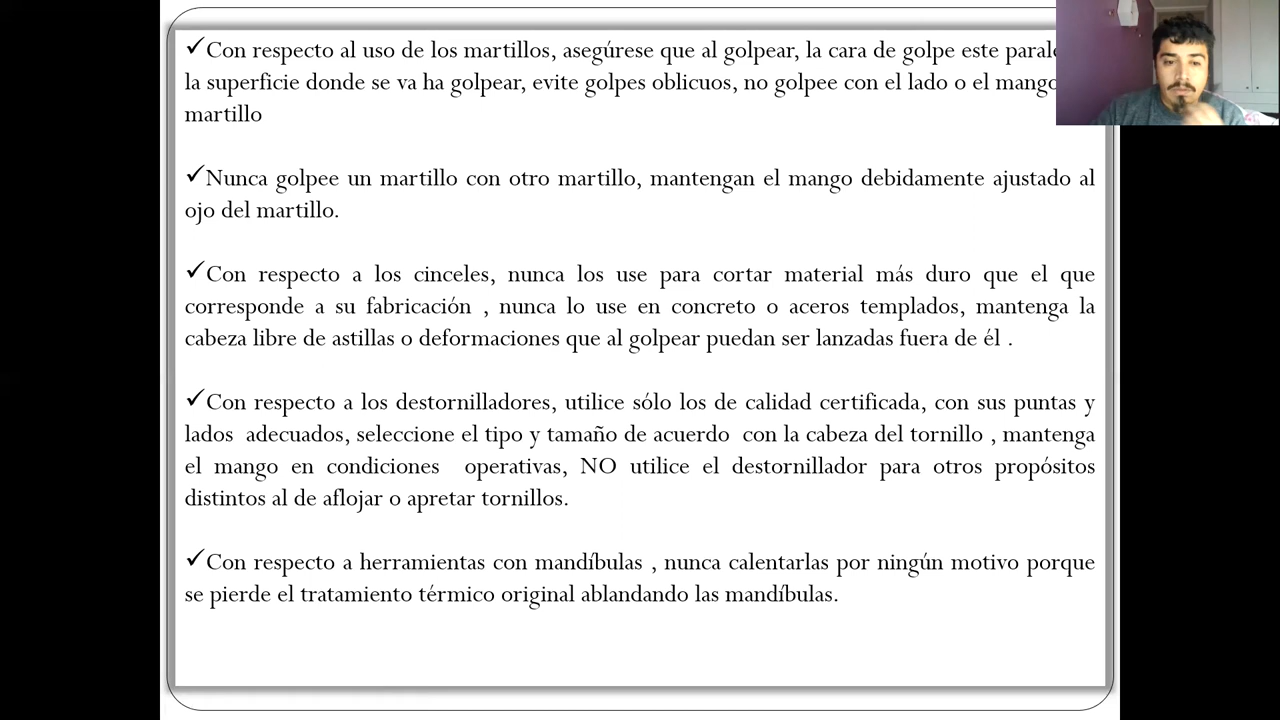 ✓Con respecto al uso de los martillos, asegúrese que al golpear, la cara de golpe este
la superficie donde se va ha golpear, evite golpes oblicuos, no golpee con el lado o el mango
martillo
✓Nunca golpee un martillo con otro martillo, mantengan el mango debidamente ajustado al
ojo del martillo.
✓Con respecto a los cinceles, nunca los use para cortar material más duro que el que
corresponde a su fabricación , nunca lo use en concreto o aceros templados, mantenga la
cabeza libre de astillas o deformaciones que al golpear puedan ser lanzadas fuera de él .
✓Con respecto a los destornilladores, utilice sólo los de calidad certificada, con sus puntas y
lados adecuados, seleccione el tipo y tamaño de acuerdo con la cabeza del tornillo , mantenga
el mango en condiciones operativas, NO utilice el destornillador para otros propósitos
distintos al de aflojar o apretar tornillos.
✓Con respecto a herramientas con mandíbulas , nunca calentarlas por ningún motivo porque
se pierde el tratamiento térmico original ablandando las mandíbulas.